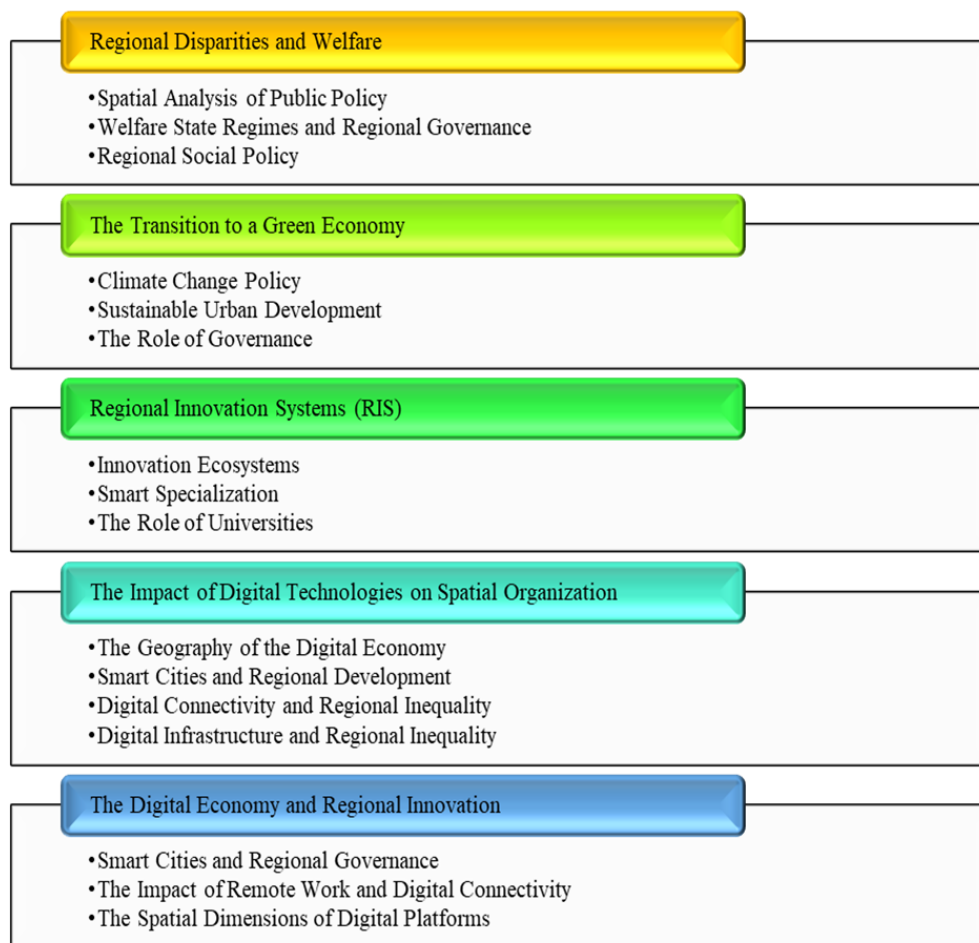 Regional Disparities and Welfare
•Spatial Analysis of Public Policy
•Welfare State Regimes and Regional Governance
•Regional Social Policy
The Transition to a Green Economy
•Climate Change Policy
•Sustainable Urban Development
•The Role of Governance
Regional Innovation Systems (RIS)
•Innovation Ecosystems
•Smart Specialization
•The Role of Universities
The Impact of Digital Technologies on Spatial Organization
•The Geography of the Digital Economy
•Smart Cities and Regional Development
•Digital Connectivity and Regional Inequality
•Digital Infrastructure and Regional Inequality
The Digital Economy and Regional Innovation
•Smart Cities and Regional Governance
•The Impact of Remote Work and Digital Connectivity
•The Spatial Dimensions of Digital Platforms